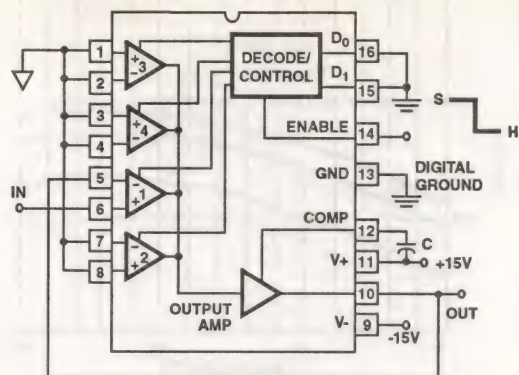 1
2
3
4
5
6
7
8
IN
+
3
−
+
4
−
−
1
+
−
2
+
DECODE/
CONTROL
D0
D1
ENABLE
GND
COMP
V+
V-
OUTPUT
AMP
16
15
14
13
12
11
10
9
S
H
DIGITAL
GROUND
C
+15V
OUT
-15V